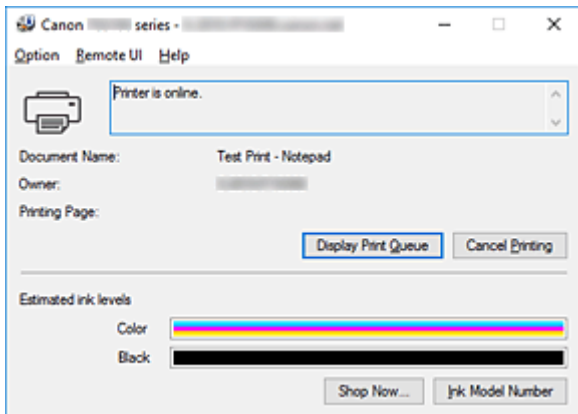 Canon series -
Option Remote UI Help
Printer is online.
Document Name: Test Print - Notepad
Owner:
Printing Page:
Display Print Queue Cancel Printing
Estimated ink levels
Color
Black
Shop Now... Ink Model Number